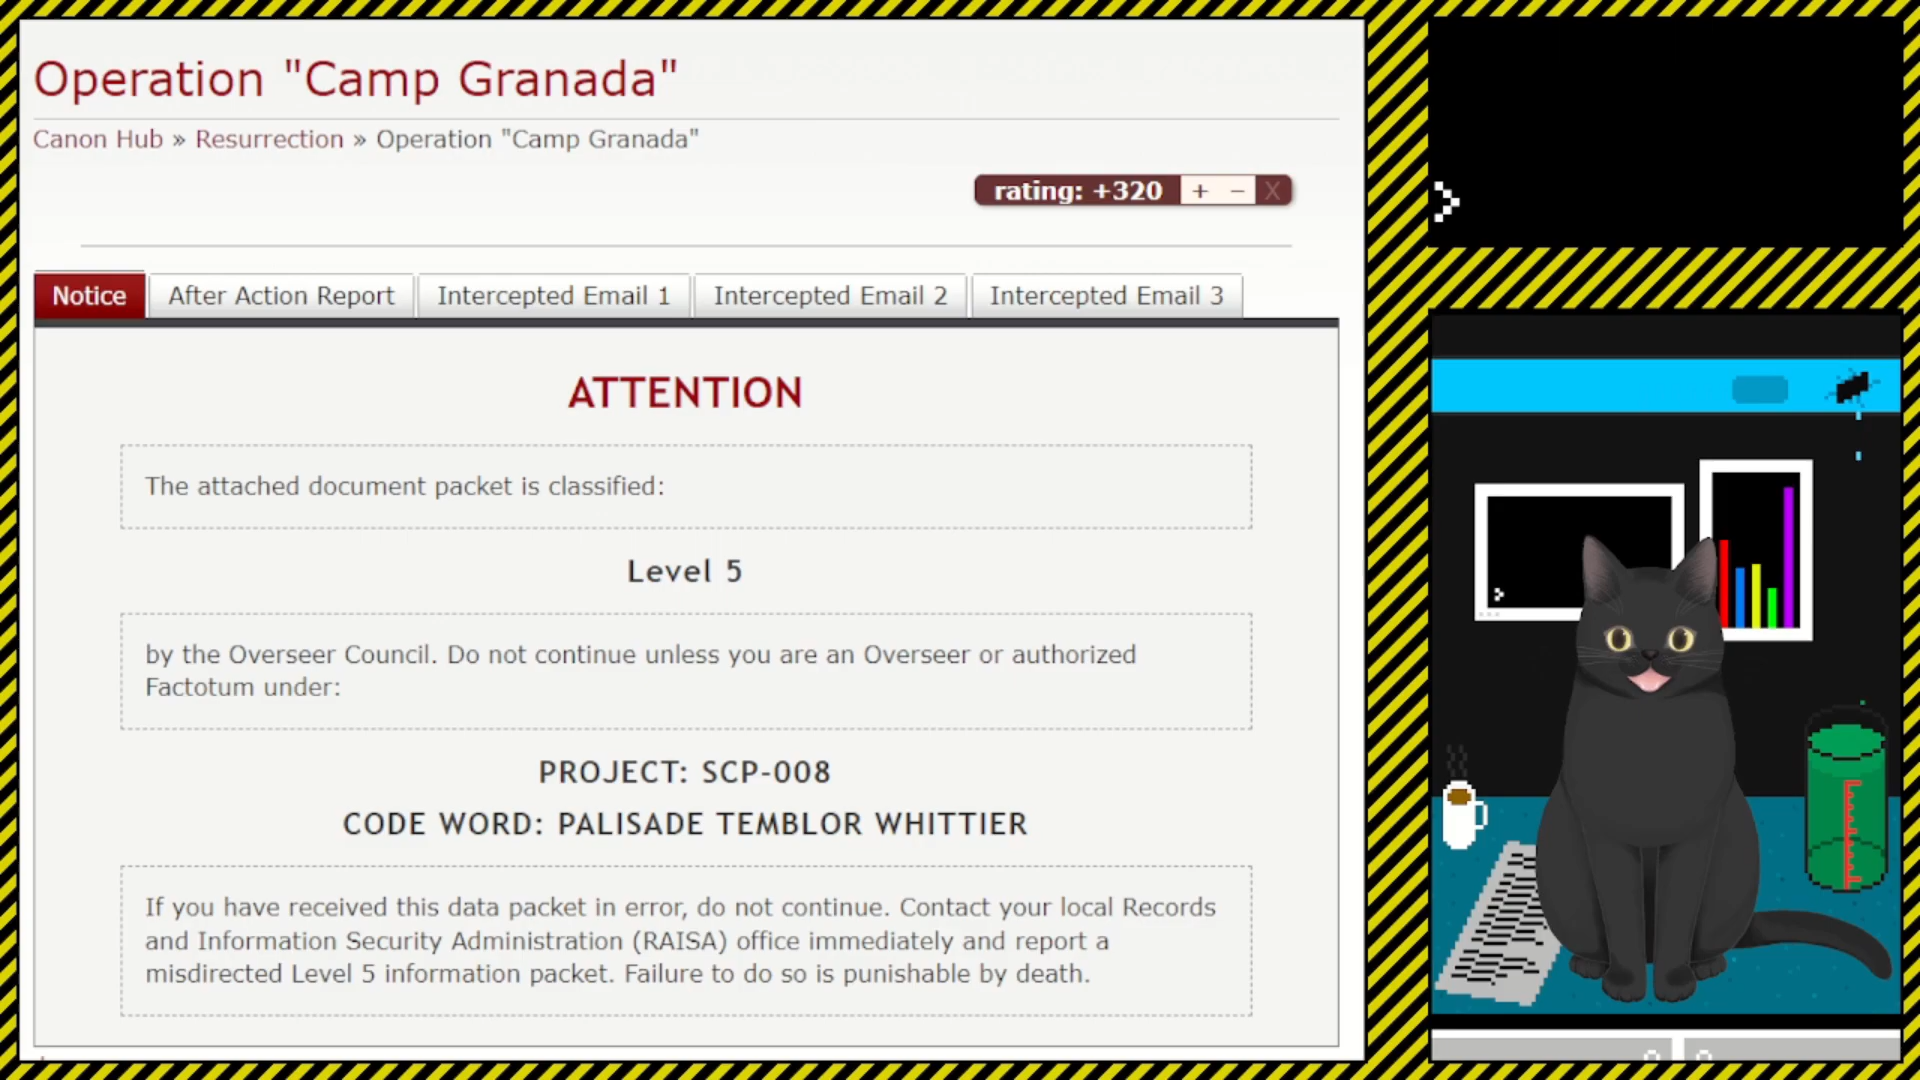 Operation "Camp Granada"
Canon Hub » Resurrection » Operation "Camp Granada"
rating: +320 + − X
Notice After Action Report Intercepted Email 1 Intercepted Email 2 Intercepted Email 3
ATTENTION
The attached document packet is classified:
Level 5
by the Overseer Council. Do not continue unless you are an Overseer or authorized
Factotum under:
PROJECT: SCP-008
CODE WORD: PALISADE TEMBLOR WHITTIER
If you have received this data packet in error, do not continue. Contact your local Records
and Information Security Administration (RAISA) office immediately and report a
misdirected Level 5 information packet. Failure to do so is punishable by death.